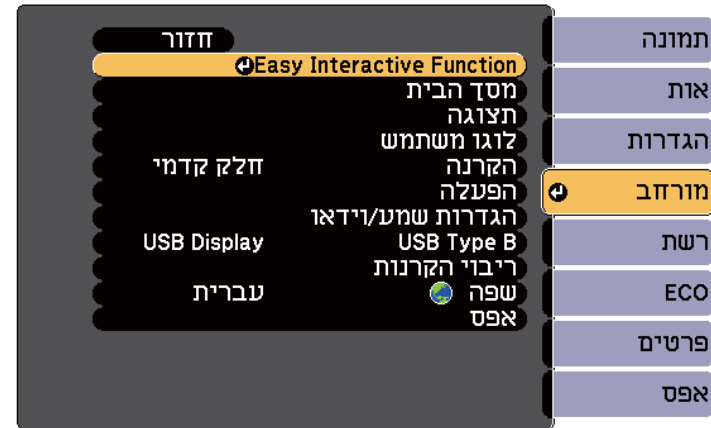 תמונה
אות
הגדרות
מורחב
רשת
ECO
פרטים
אפס
חזור
Easy Interactive Function
מסך הבית
תצוגה
לוגו משתמש
הקרנה חלק קדמי
הפעלה
הגדרות שמע/וידאו
USB Type B USB Display
ריבוי הקרנות
שפה עברית
אפס